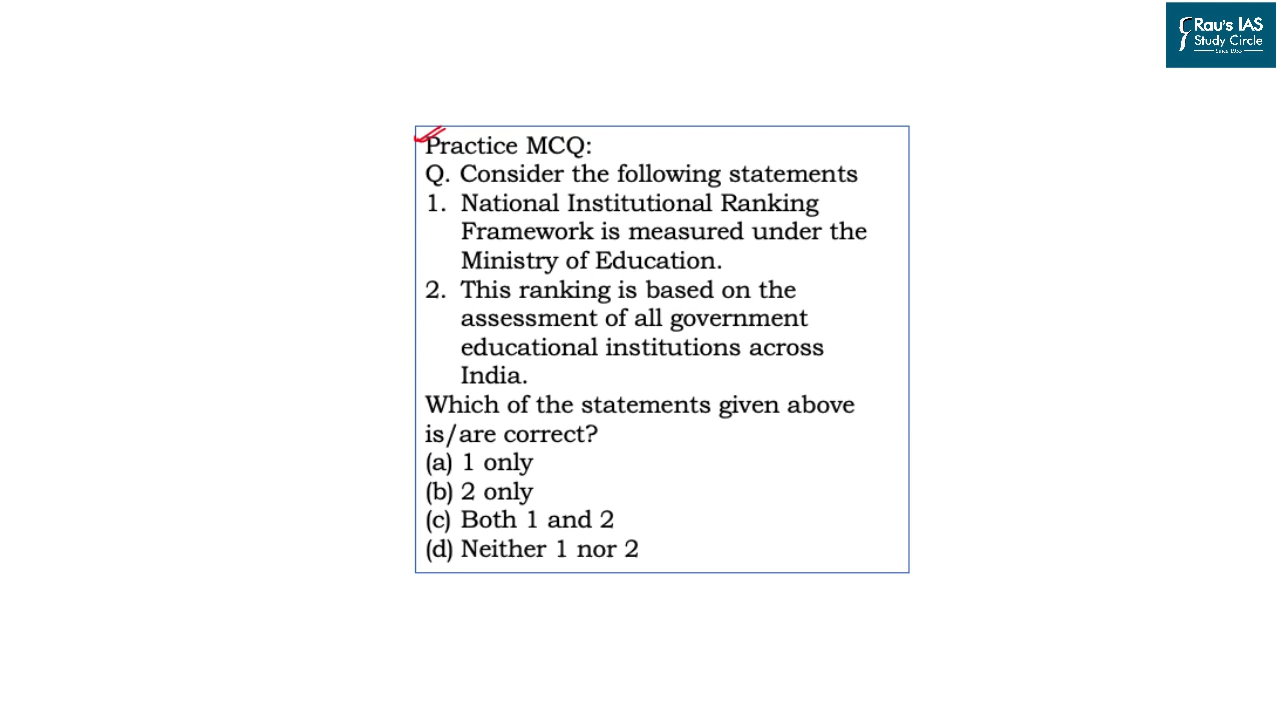 Rau's IAS
Study Circle
Practice MCQ:
Q. Consider the following statements
1. National Institutional Ranking
Framework is measured under the
Ministry of Education.
2. This ranking is based on the
assessment of all government
educational institutions across
India.
Which of the statements given above
is/are correct?
(a) 1 only
(b) 2 only
(c) Both 1 and 2
(d) Neither 1 nor 2